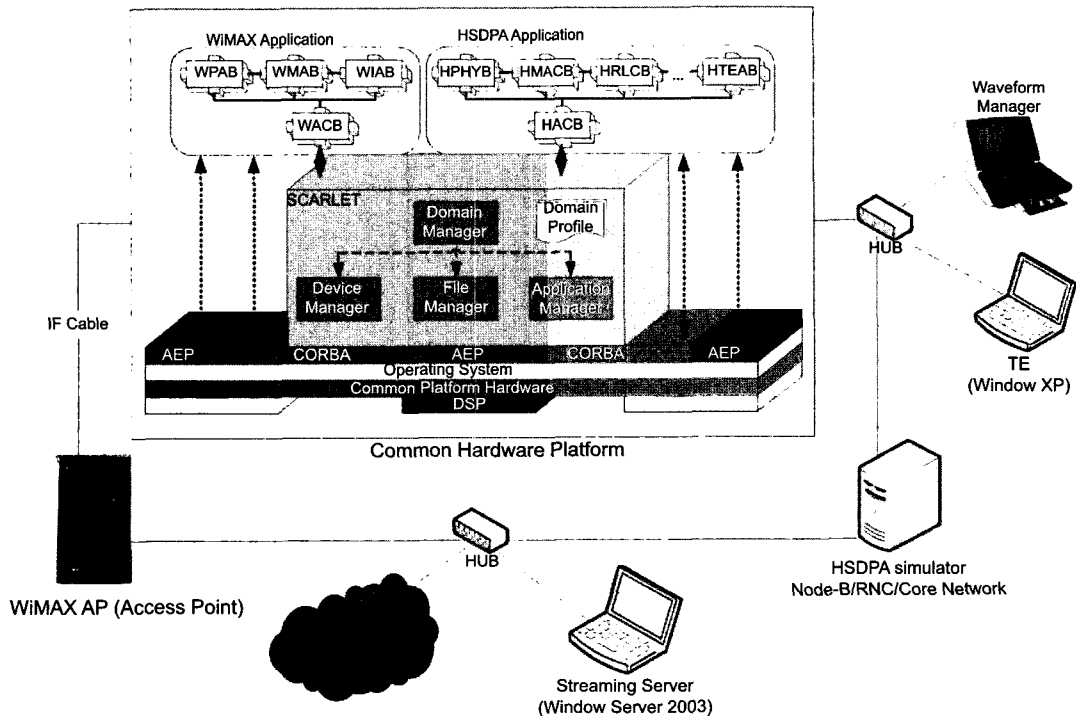 WiMAX Application
HSDPA Application
WPAB
WMAB
WIAB
HPHYB
HMACB
HRLCB
...
HTEAB
WACB
HACB
Waveform
Manager
SCARLET
Domain
Manager
Domain
Profile
Device
Manager
File
Manager
Application
Manager
HUB
IF Cable
AEP
CORBA
AEP
CORBA
AEP
Operating System
Common Platform Hardware
DSP
TE
(Window XP)
Common Hardware Platform
HUB
HSDPA simulator
Node-B/RNC/Core Network
WiMAX AP (Access Point)
Streaming Server
(Window Server 2003)